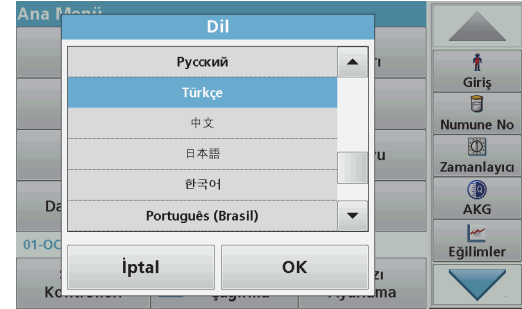 Ana Menü
Dil
Русский
Türkçe
中文
日本語
한국어
Português (Brasil)
İptal
OK
01-OC
Giriş
Numune No
Zamanlayıcı
AKG
Eğilimler